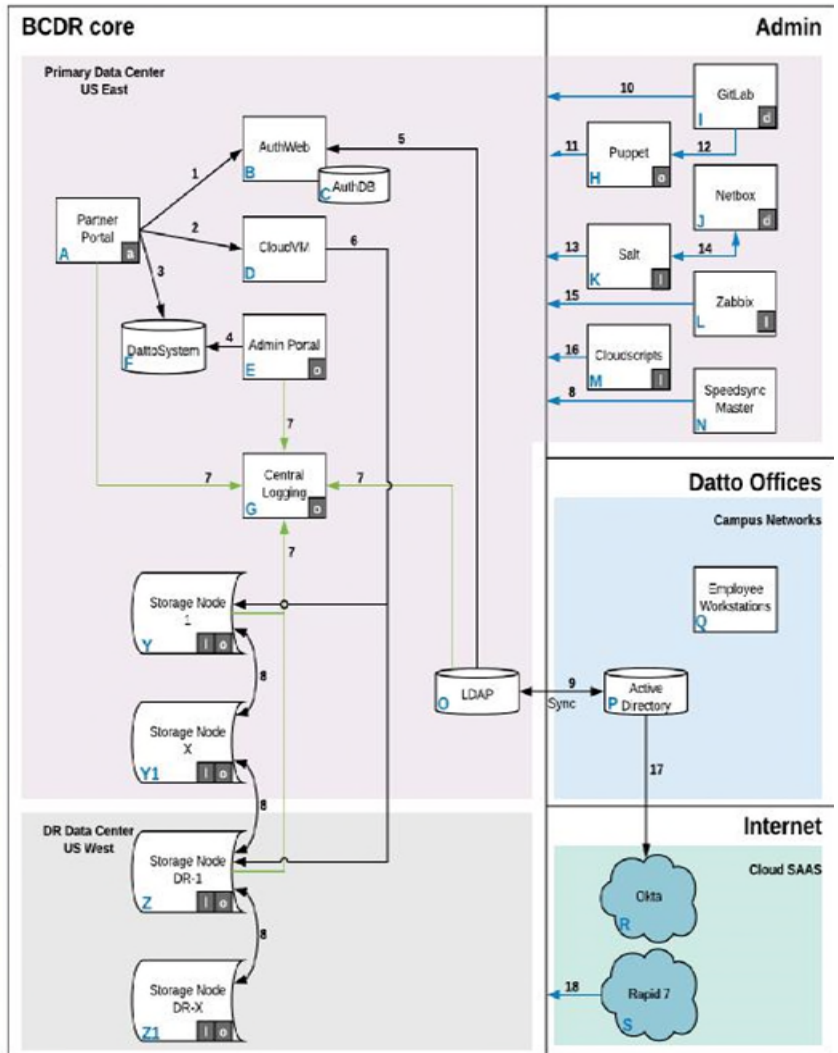 BCDR core
Admin
Primary Data Center
US East
10
GitLab
I
d
5
AuthWeb
B
11
Puppet
H
o
12
1
AuthDB
C
Netbox
J
d
Partner
Portal
A
a
2
CloudVM
D
6
13
Salt
K
l
14
3
15
Zabbix
L
l
DattoSystem
F
4
Admin Portal
E
o
16
Cloudscripts
M
l
8
Speedsync
Master
N
7
Central
Logging
G
o
7
7
7
Datto Offices
Campus Networks
Employee
Workstations
Q
Storage Node
1
Y
l
o
8
LDAP
O
9
Sync
Active
Directory
P
Storage Node
X
Y1
l
o
17
8
DR Data Center
US West
Internet
Cloud SAAS
Storage Node
DR-1
Z
l
o
Okta
R
8
Storage Node
DR-X
Z1
l
o
18
Rapid 7
S